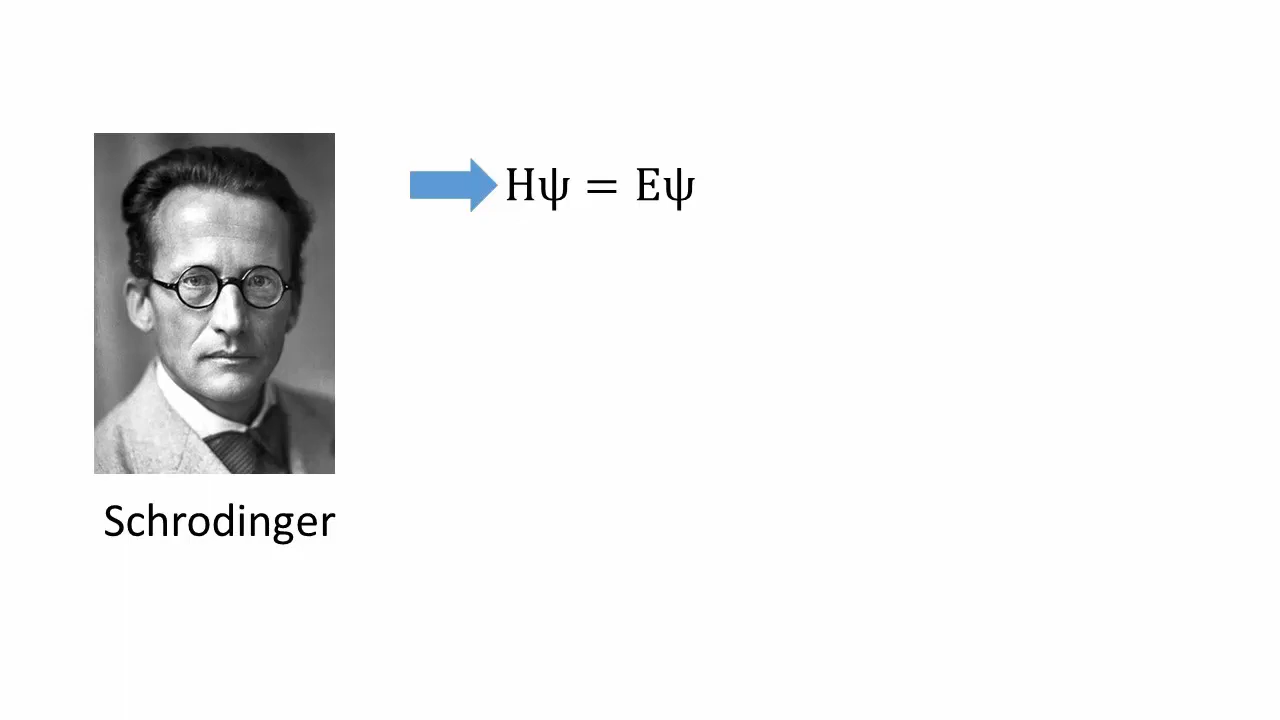 Hψ = Eψ
Schrodinger